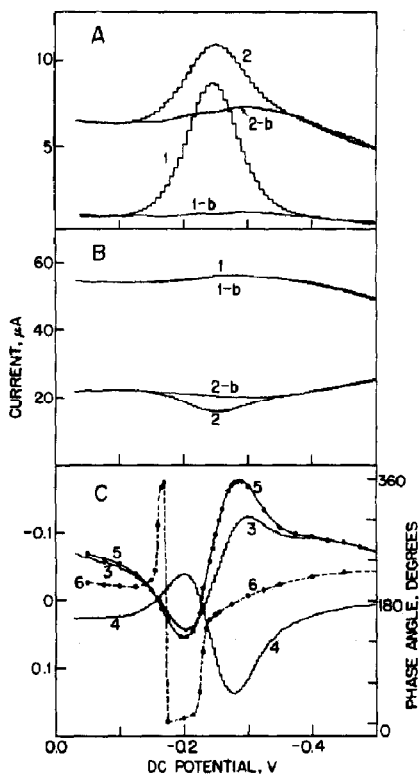 A
10
2
2-b
5
1
1-b
B
60
1
1-b
40
2-b
20
2
CURRENT, μA
C
360
-0.1
5
3
5
3
6
6
0
180
4
4
0.1
0
PHASE ANGLE, DEGREES
0.0
-0.2
-0.4
DC POTENTIAL, V